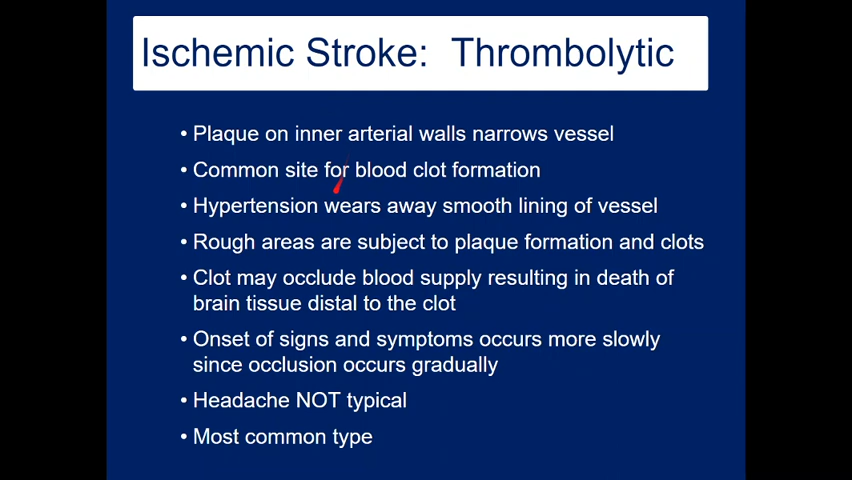 Ischemic Stroke: Thrombolytic
• Plaque on inner arterial walls narrows vessel
• Common site for blood clot formation
• Hypertension wears away smooth lining of vessel
• Rough areas are subject to plaque formation and clots
• Clot may occlude blood supply resulting in death of
brain tissue distal to the clot
• Onset of signs and symptoms occurs more slowly
since occlusion occurs gradually
• Headache NOT typical
• Most common type